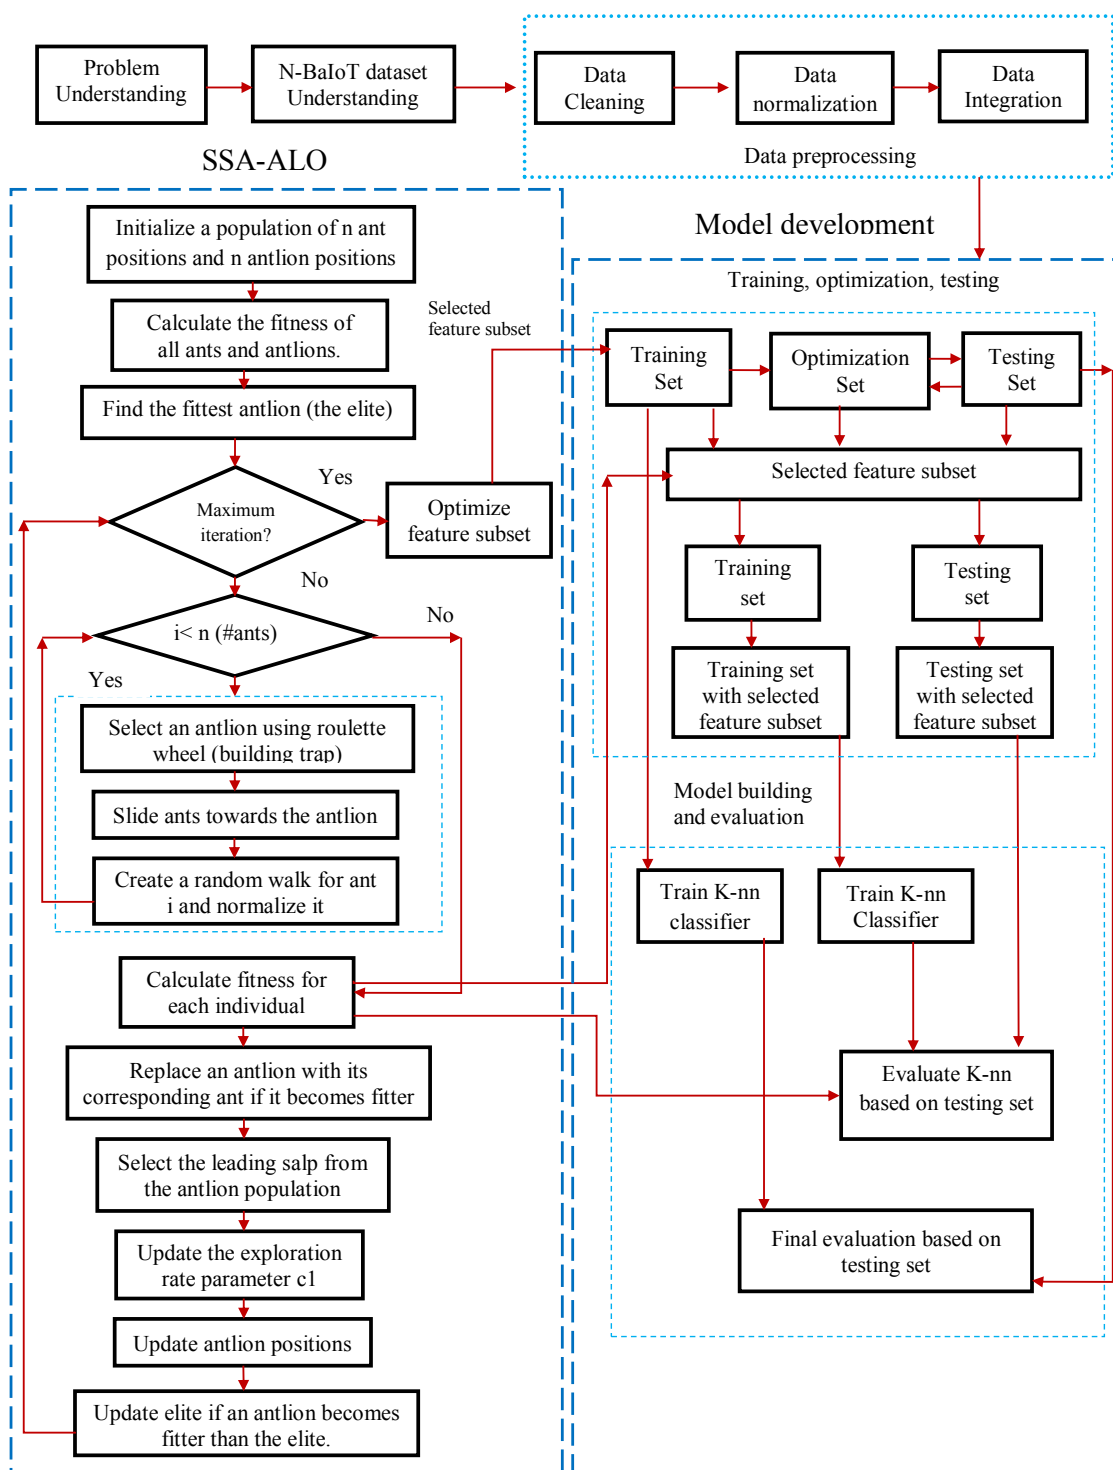 Problem
Understanding
N-BaIoT dataset
Understanding
Data
Cleaning
Data
normalization
Data
Integration
Data preprocessing
SSA-ALO
Initialize a population of n ant
positions and n antlion positions
Calculate the fitness of
all ants and antlions.
Find the fittest antlion (the elite)
Maximum
iteration?
Yes
Optimize
feature subset
Selected
feature subset
No
i< n (#ants)
No
Yes
Select an antlion using roulette
wheel (building trap)
Slide ants towards the antlion
Create a random walk for ant
i and normalize it
Calculate fitness for
each individual
Replace an antlion with its
corresponding ant if it becomes fitter
Select the leading salp from
the antlion population
Update the exploration
rate parameter c1
Update antlion positions
Update elite if an antlion becomes
fitter than the elite.
Model development
Training, optimization, testing
Training
Set
Optimization
Set
Testing
Set
Selected feature subset
Training
set
Testing
set
Training set
with selected
feature subset
Testing set
with selected
feature subset
Model building
and evaluation
Train K-nn
classifier
Train K-nn
Classifier
Evaluate K-nn
based on testing set
Final evaluation based on
testing set